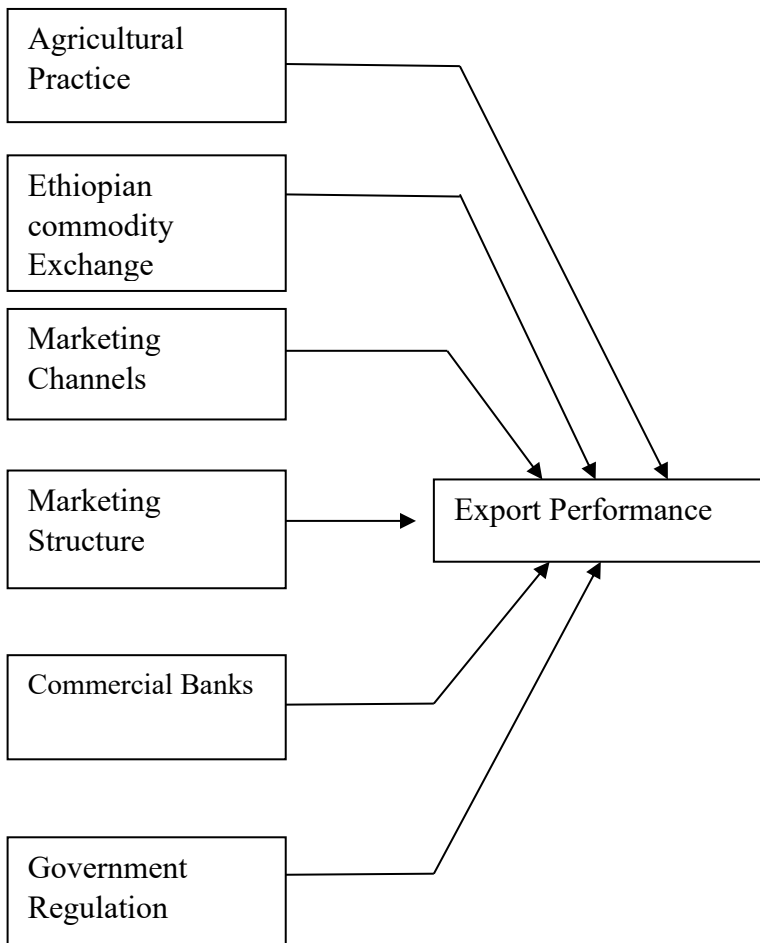 Agricultural
Practice
Ethiopian
commodity
Exchange
Marketing
Channels
Marketing
Structure
Export Performance
Commercial Banks
Government
Regulation